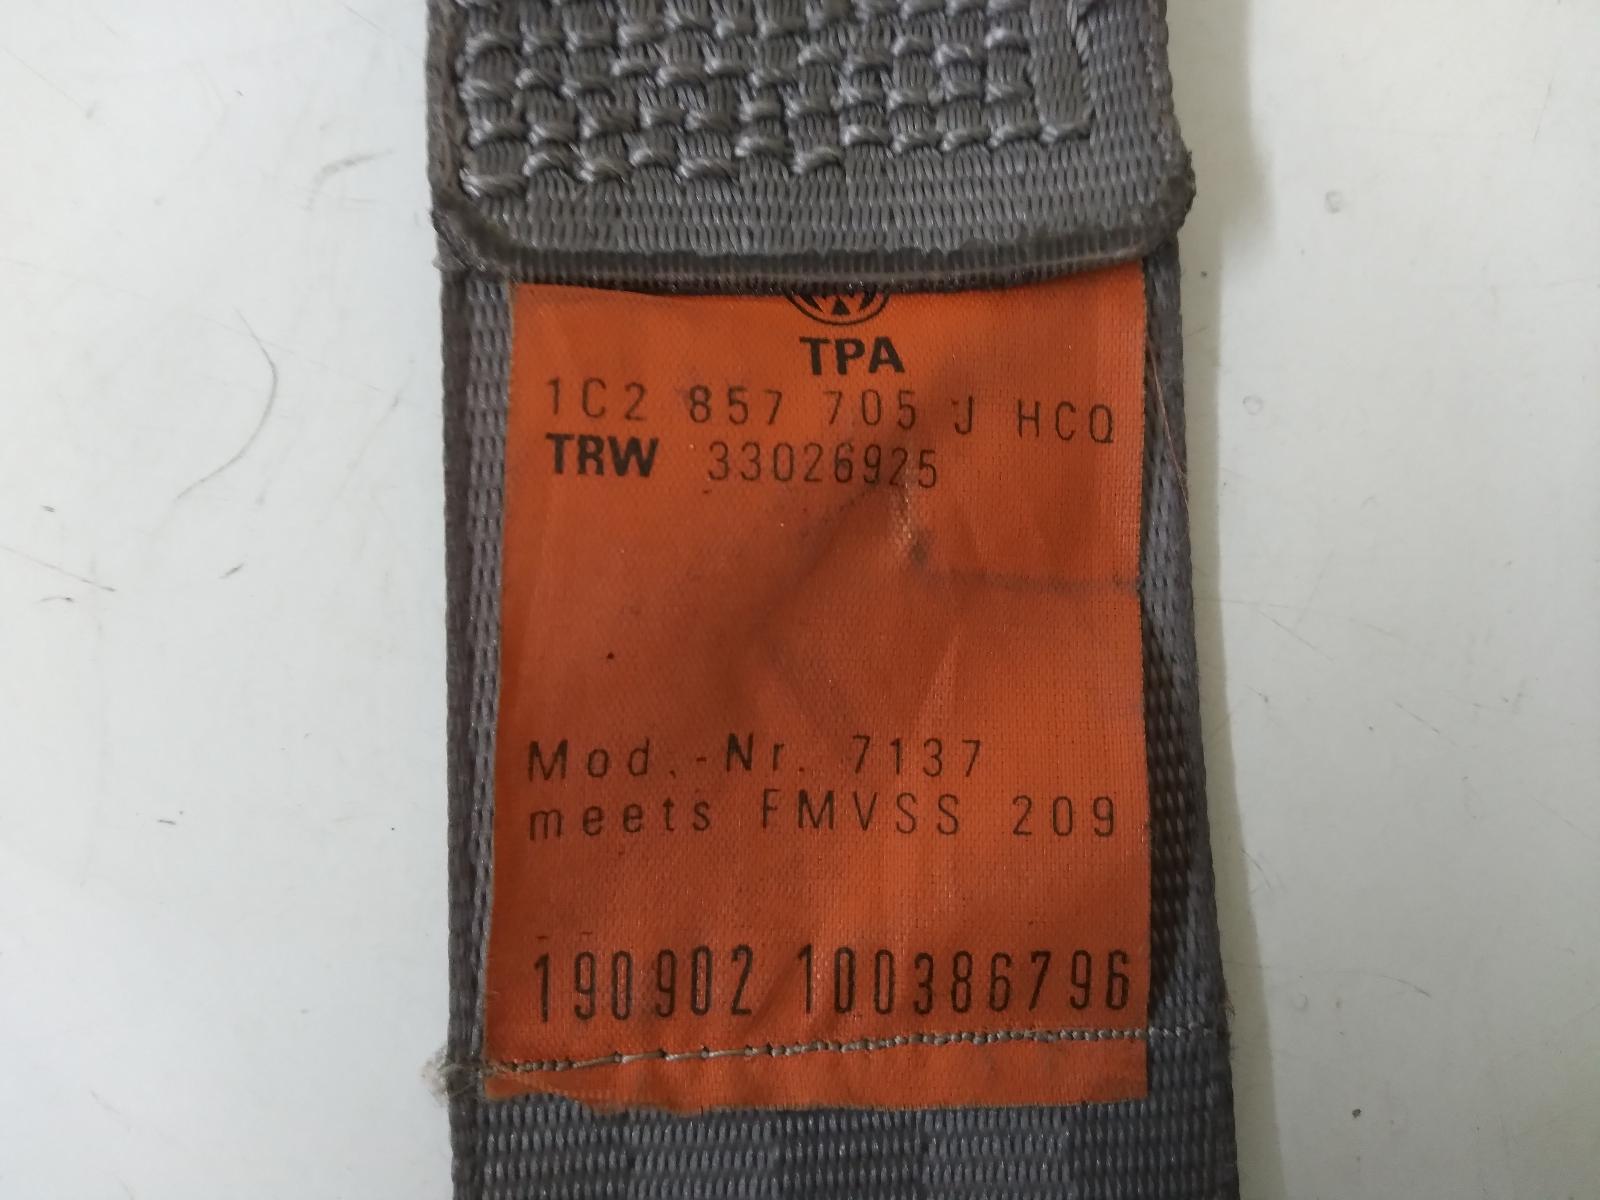 TPA
1C2 857 705 J HCQ
TRW 33026925
Mod.-Nr. 7137
meets FMVSS 209
190902 100386796